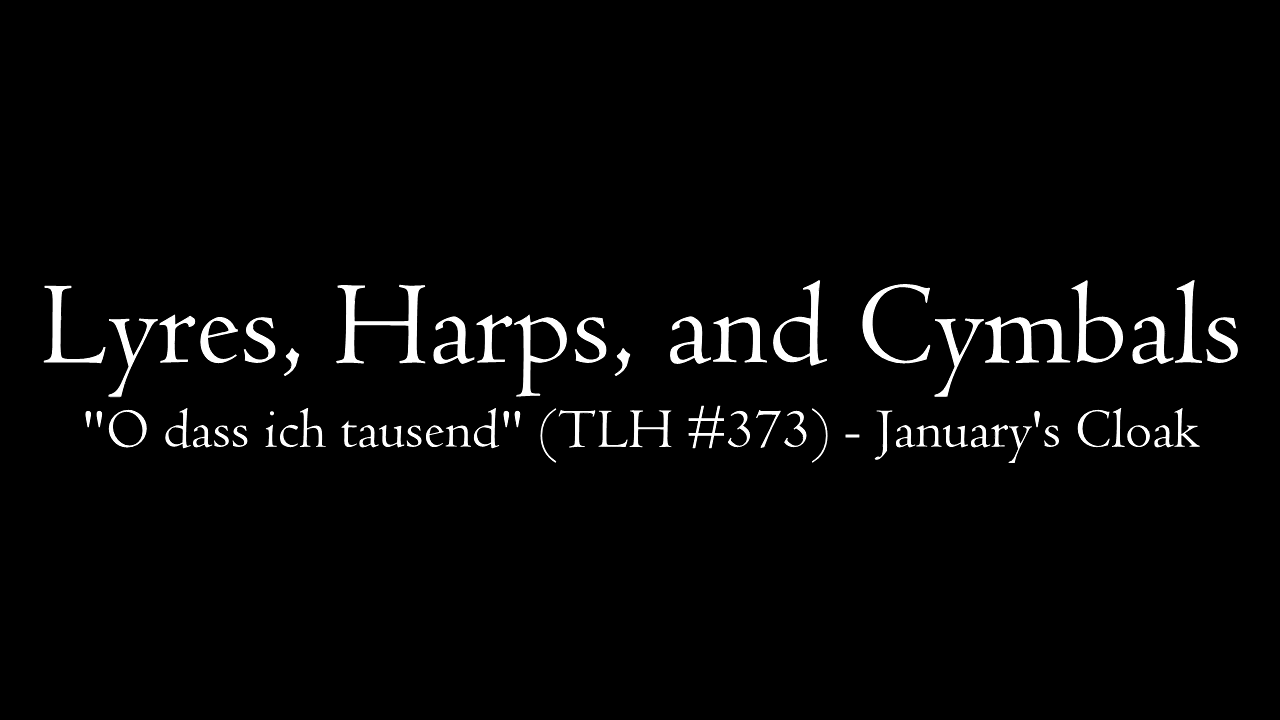 Lyres, Harps, and Cymbals
"O dass ich tausend" (TLH #373) - January's Cloak